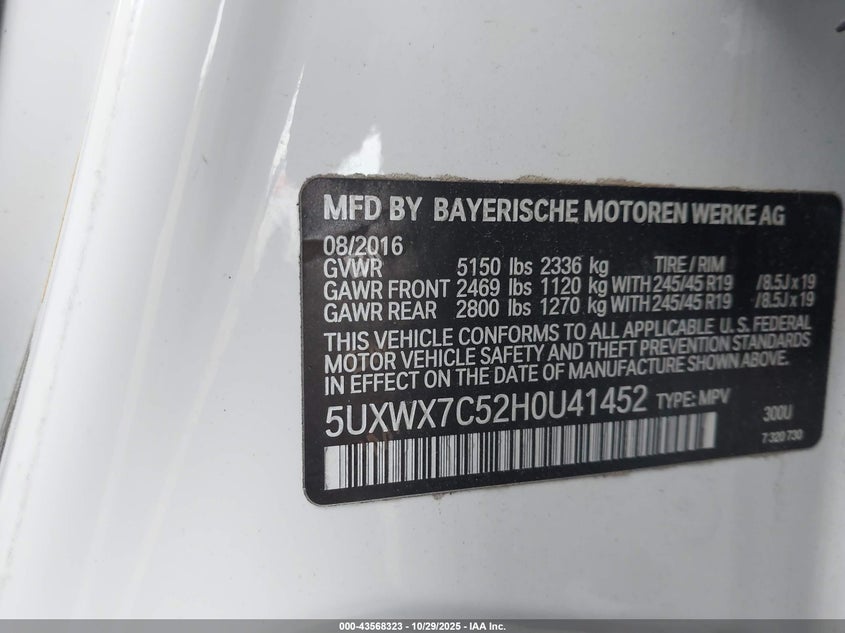 MFD BY BAYERISCHE MOTOREN WERKE AG
08/2016
GVWR 5150 lbs 2336 kg TIRE / RIM
GAWR FRONT 2469 lbs 1120 kg WITH 245/45 R19 /8.5J x 19
GAWR REAR 2800 lbs 1270 kg WITH 245/45 R19 /8.5J x 19
THIS VEHICLE CONFORMS TO ALL APPLICABLE U.S. FEDERAL
MOTOR VEHICLE SAFETY AND THEFT PREVENTION STANDARDS
IN EFFECT ON THE DATE OF MANUFACTURE SHOWN ABOVE.
5UXWX7C52H0U41452 TYPE: MPV 300U
7 320 730
000-43568323 | 10/29/2025 - IAA Inc.